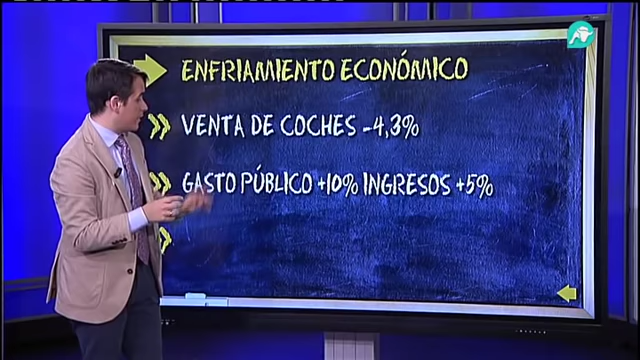 ENFRIAMIENTO ECONÓMICO
VENTA DE COCHES -4,3%
GASTO PÚBLICO +10% INGRESOS +5%